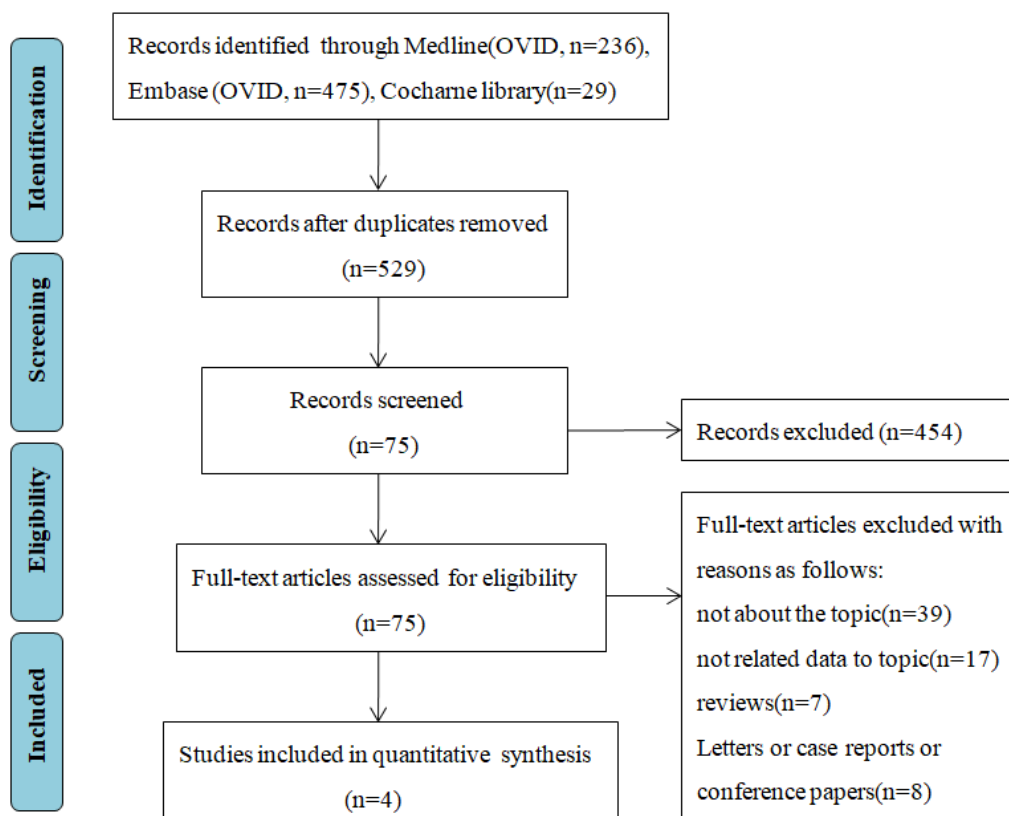 Records identified through Medline(OVID, n=236),
Embase (OVID, n=475), Cocharne library(n=29)
Identification
Records after duplicates removed
(n=529)
Screening
Records screened
(n=75)
Records excluded (n=454)
Eligibility
Full-text articles assessed for eligibility
(n=75)
Full-text articles excluded with
reasons as follows:
not about the topic(n=39)
not related data to topic(n=17)
reviews(n=7)
Letters or case reports or
conference papers(n=8)
Included
Studies included in quantitative synthesis
(n=4)